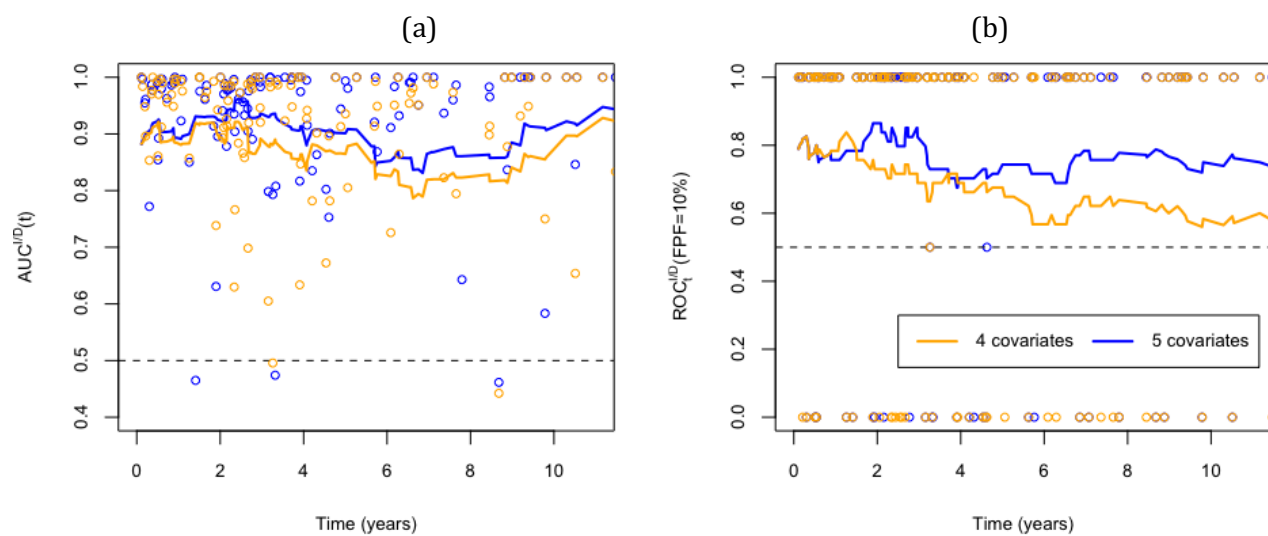 (a)
AUC^I/D(t)
1.0
0.9
0.8
0.7
0.6
0.5
0.4
0 2 4 6 8 10
Time (years)
(b)
ROC_t^I/D(FPF=10%)
1.0
0.8
0.6
0.4
0.2
0.0
4 covariates 5 covariates
0 2 4 6 8 10
Time (years)